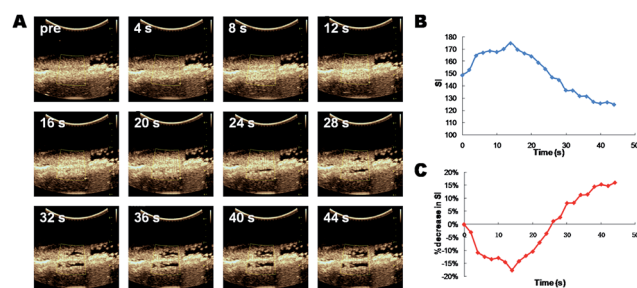 A
pre
4 s
8 s
12 s
16 s
20 s
24 s
28 s
32 s
36 s
40 s
44 s
B
180
170
160
150
140
130
120
110
100
SI
0
10
20
30
40
50
Time(s)
C
20%
15%
10%
5%
0%
-5%
-10%
-15%
-20%
% decrease in SI
0
10
20
30
40
50
Time (s)